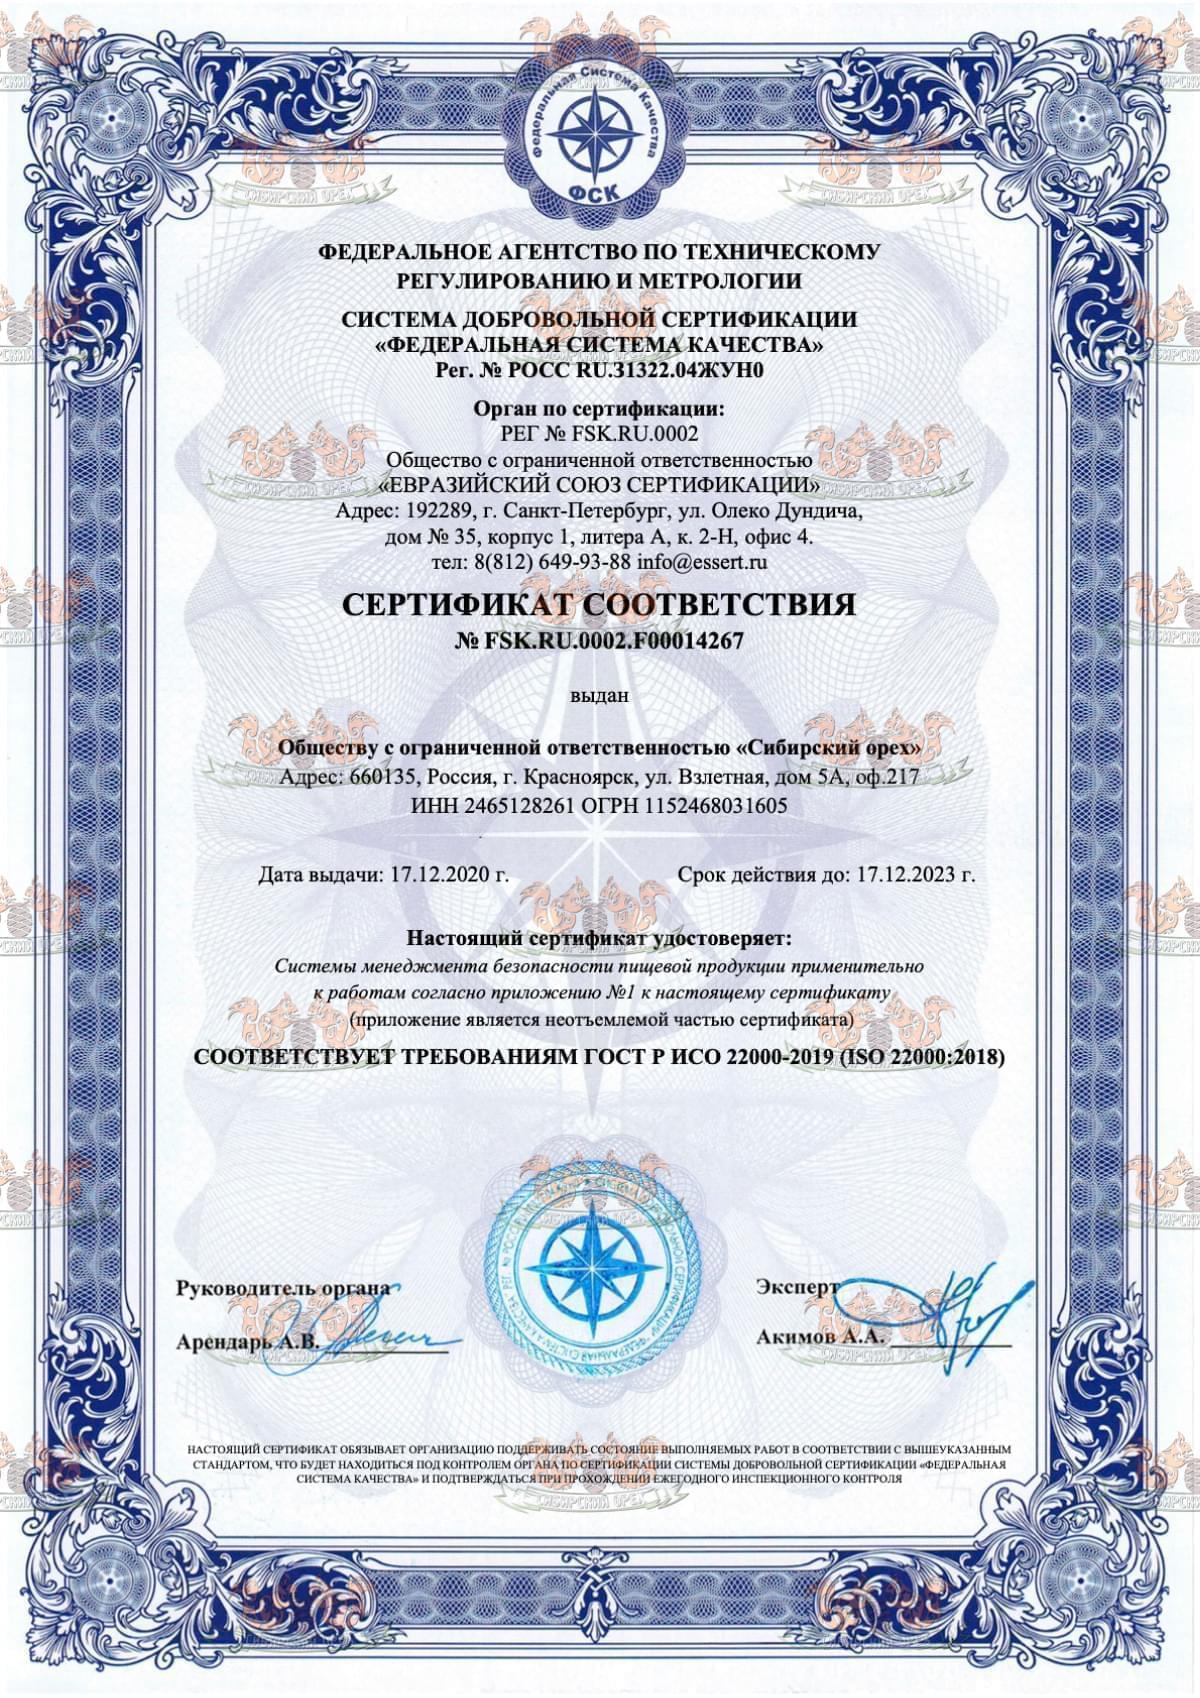 Федеральная Система Качества
ФСК
ФЕДЕРАЛЬНОЕ АГЕНТСТВО ПО ТЕХНИЧЕСКОМУ
РЕГУЛИРОВАНИЮ И МЕТРОЛОГИИ
СИСТЕМА ДОБРОВОЛЬНОЙ СЕРТИФИКАЦИИ
«ФЕДЕРАЛЬНАЯ СИСТЕМА КАЧЕСТВА»
Рег. № РОСС RU.31322.04ЖУН0
Орган по сертификации:
РЕГ № FSK.RU.0002
Общество с ограниченной ответственностью
«ЕВРАЗИЙСКИЙ СОЮЗ СЕРТИФИКАЦИИ»
Адрес: 192289, г. Санкт-Петербург, ул. Олеко Дундича,
дом № 35, корпус 1, литера А, к. 2-Н, офис 4.
тел: 8(812) 649-93-88 info@essert.ru
СЕРТИФИКАТ СООТВЕТСТВИЯ
№ FSK.RU.0002.F00014267
выдан
Обществу с ограниченной ответственностью «Сибирский орех»
Адрес: 660135, Россия, г. Красноярск, ул. Взлетная, дом 5А, оф.217
ИНН 2465128261 ОГРН 1152468031605
Дата выдачи: 17.12.2020 г. Срок действия до: 17.12.2023 г.
Настоящий сертификат удостоверяет:
Системы менеджмента безопасности пищевой продукции применительно
к работам согласно приложению №1 к настоящему сертификату
(приложение является неотъемлемой частью сертификата)
СООТВЕТСТВУЕТ ТРЕБОВАНИЯМ ГОСТ Р ИСО 22000-2019 (ISO 22000:2018)
Руководитель органа
Арендарь А.В.
Эксперт
Акимов А.А.
НАСТОЯЩИЙ СЕРТИФИКАТ ОБЯЗЫВАЕТ ОРГАНИЗАЦИЮ ПОДДЕРЖИВАТЬ СОСТОЯНИЕ ВЫПОЛНЯЕМЫХ РАБОТ В СООТВЕТСТВИИ С ВЫШЕУКАЗАННЫМ
СТАНДАРТОМ, ЧТО БУДЕТ НАХОДИТЬСЯ ПОД КОНТРОЛЕМ ОРГАНА ПО СЕРТИФИКАЦИИ СИСТЕМЫ ДОБРОВОЛЬНОЙ СЕРТИФИКАЦИИ «ФЕДЕРАЛЬНАЯ
СИСТЕМА КАЧЕСТВА» И ПОДТВЕРЖДАТЬСЯ ПРИ ПРОХОЖДЕНИИ ЕЖЕГОДНОГО ИНСПЕКЦИОННОГО КОНТРОЛЯ
СИБИРСКИЙ ОРЕХ